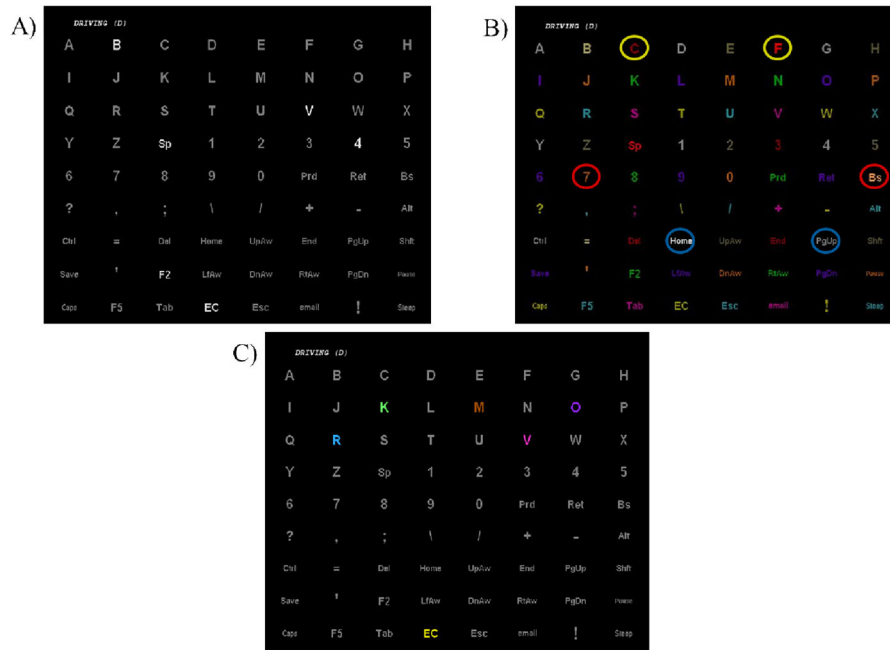 A)
DRIVING (D)
A B C D E F G H
I J K L M N O P
Q R S T U V W X
Y Z Sp 1 2 3 4 5
6 7 8 9 0 Prd Ret Bs
? , ; \ / + - Alt
Ctrl = Del Home UpAw End PgUp Shft
Save ' F2 LfAw DnAw RtAw PgDn Pause
Caps F5 Tab EC Esc email ! Sleep
B)
DRIVING (D)
A B C D E F G H
I J K L M N O P
Q R S T U V W X
Y Z Sp 1 2 3 4 5
6 7 8 9 0 Prd Ret Bs
? , ; \ / + - Alt
Ctrl = Del Home UpAw End PgUp Shft
Save ' F2 LfAw DnAw RtAw PgDn Pause
Caps F5 Tab EC Esc email ! Sleep
C)
DRIVING (D)
A B C D E F G H
I J K L M N O P
Q R S T U V W X
Y Z Sp 1 2 3 4 5
6 7 8 9 0 Prd Ret Bs
? , ; \ / + - Alt
Ctrl = Del Home UpAw End PgUp Shft
Save ' F2 LfAw DnAw RtAw PgDn Pause
Caps F5 Tab EC Esc email ! Sleep